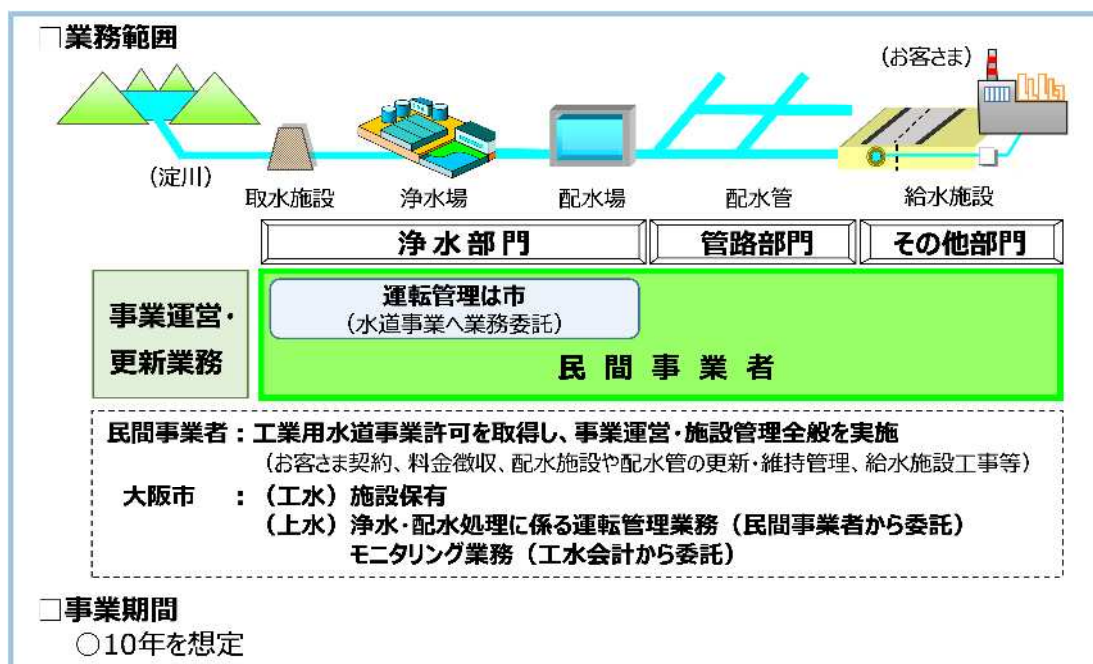 □業務範囲
(お客さま)
(淀川)
取水施設
浄水場
配水場
配水管
給水施設
浄水部門
管路部門
その他部門
事業運営・
更新業務
運転管理は市
(水道事業へ業務委託)
民間事業者
民間事業者：工業用水道事業許可を取得し、事業運営・施設管理全般を実施
(お客さま契約、料金徴収、配水施設や配水管の更新・維持管理、給水施設工事等)
大阪市　：（工水）施設保有
（上水）浄水・配水処理に係る運転管理業務（民間事業者から委託）
モニタリング業務（工水会計から委託）
□事業期間
○10年を想定